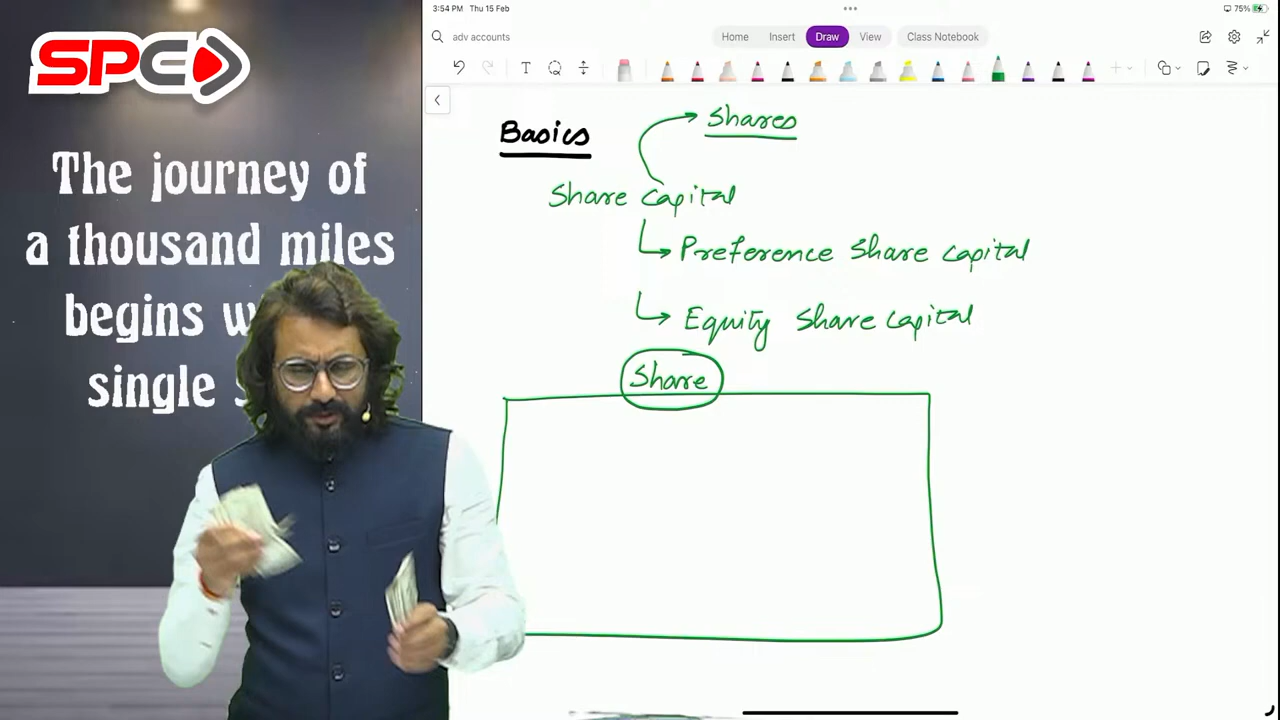 SPED
The journey of
a thousand miles
begins w
single s
3:54 PM Thu 15 Feb
75%
adv accounts
Home Insert Draw View Class Notebook
Basics
Shares
Share Capital
Preference Share Capital
Equity Share Capital
Share